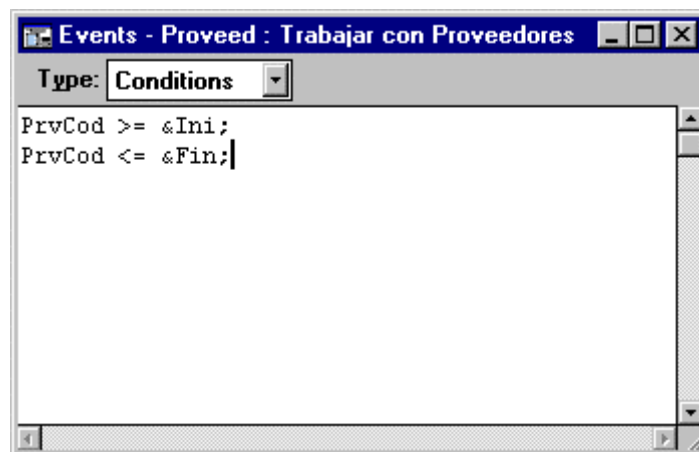 Events - Proveed : Trabajar con Proveedores
Type: Conditions
PrvCod >= &Ini;
PrvCod <= &Fin;